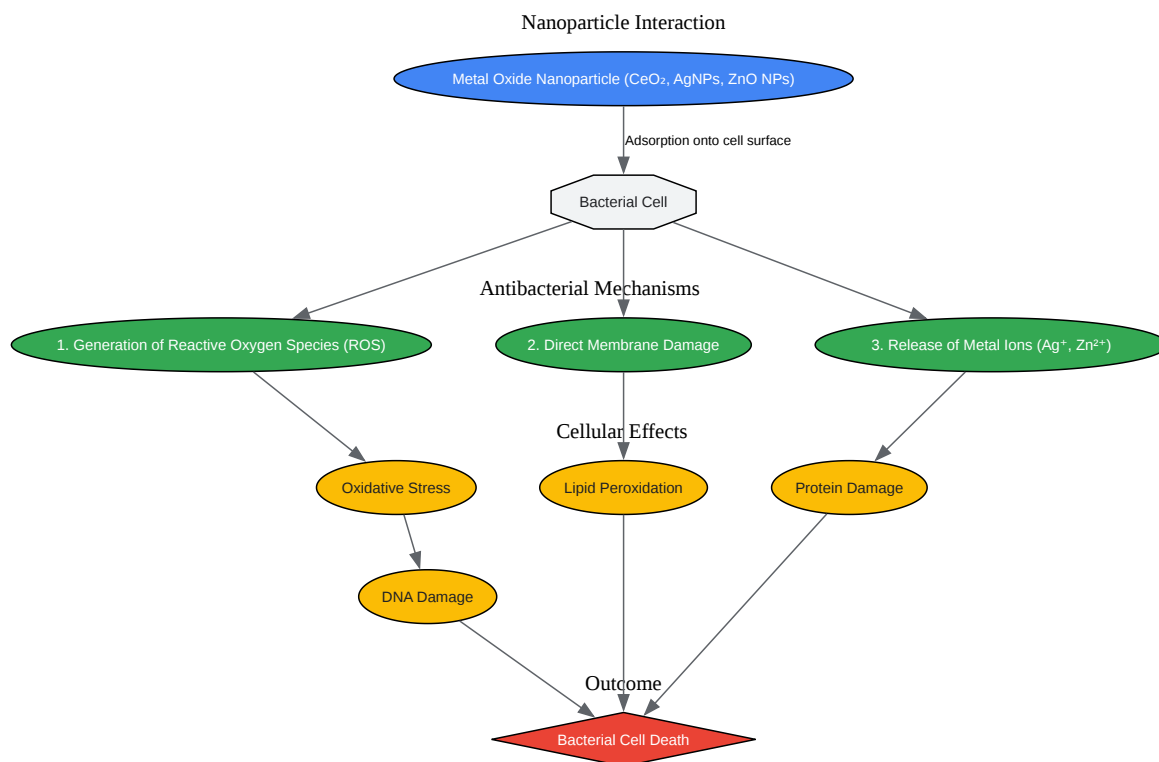 Nanoparticle Interaction
Metal Oxide Nanoparticle (CeO₂, AgNPs, ZnO NPs)
Adsorption onto cell surface
Bacterial Cell
Antibacterial Mechanisms
1. Generation of Reactive Oxygen Species (ROS)
2. Direct Membrane Damage
3. Release of Metal Ions (Ag⁺, Zn²⁺)
Cellular Effects
Oxidative Stress
Lipid Peroxidation
Protein Damage
DNA Damage
Outcome
Bacterial Cell Death